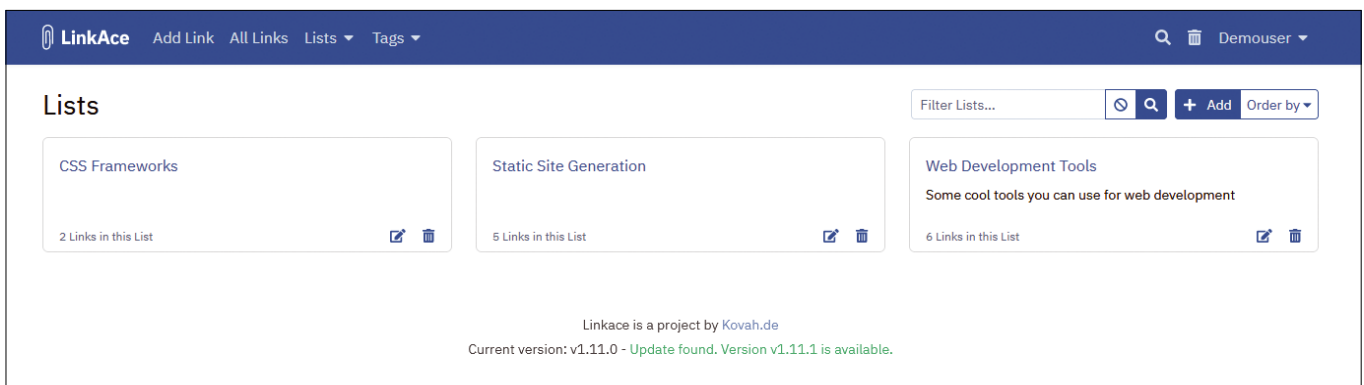 LinkAce Add Link All Links Lists Tags Demouser
Lists
Filter Lists... Add Order by
CSS Frameworks
2 Links in this List
Static Site Generation
5 Links in this List
Web Development Tools
Some cool tools you can use for web development
6 Links in this List
Linkace is a project by Kovah.de
Current version: v1.11.0 - Update found. Version v1.11.1 is available.